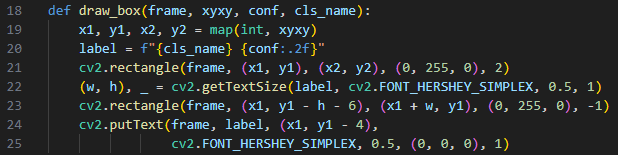 18 def draw_box(frame, xyxy, conf, cls_name):
19     x1, y1, x2, y2 = map(int, xyxy)
20     label = f"{cls_name} {conf:.2f}"
21     cv2.rectangle(frame, (x1, y1), (x2, y2), (0, 255, 0), 2)
22     (w, h), _ = cv2.getTextSize(label, cv2.FONT_HERSHEY_SIMPLEX, 0.5, 1)
23     cv2.rectangle(frame, (x1, y1 - h - 6), (x1 + w, y1), (0, 255, 0), -1)
24     cv2.putText(frame, label, (x1, y1 - 4),
25                 cv2.FONT_HERSHEY_SIMPLEX, 0.5, (0, 0, 0), 1)